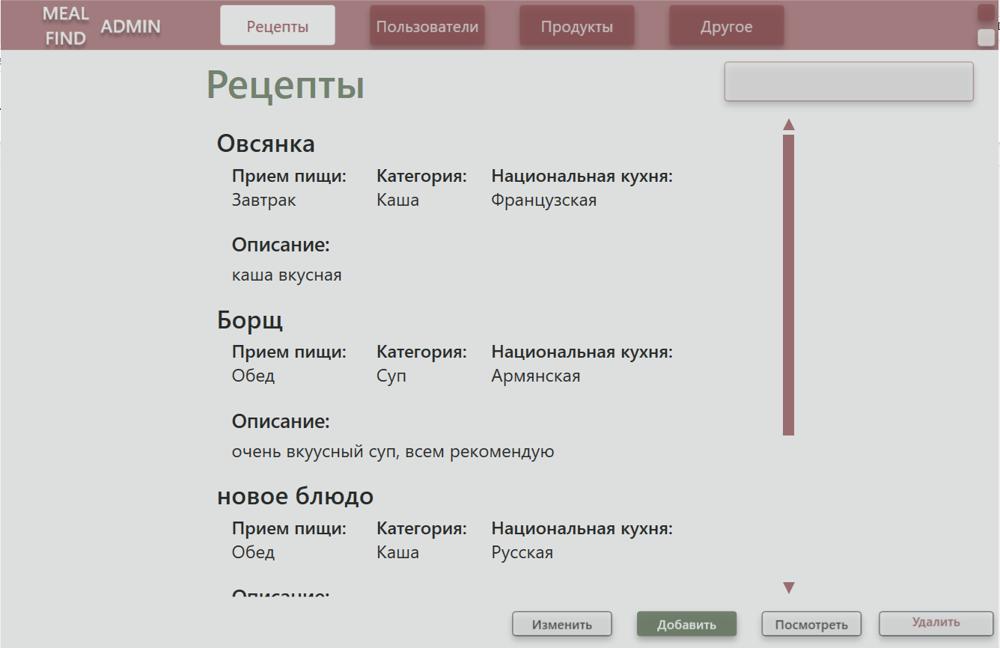 MEAL
FIND
ADMIN
Рецепты
Пользователи
Продукты
Другое
Рецепты
Овсянка
Прием пищи: Категория: Национальная кухня:
Завтрак Каша Французская
Описание:
каша вкусная
Борщ
Прием пищи: Категория: Национальная кухня:
Обед Суп Армянская
Описание:
очень вкуусный суп, всем рекомендую
новое блюдо
Прием пищи: Категория: Национальная кухня:
Обед Каша Русская
Описание:
Изменить Добавить Посмотреть Удалить